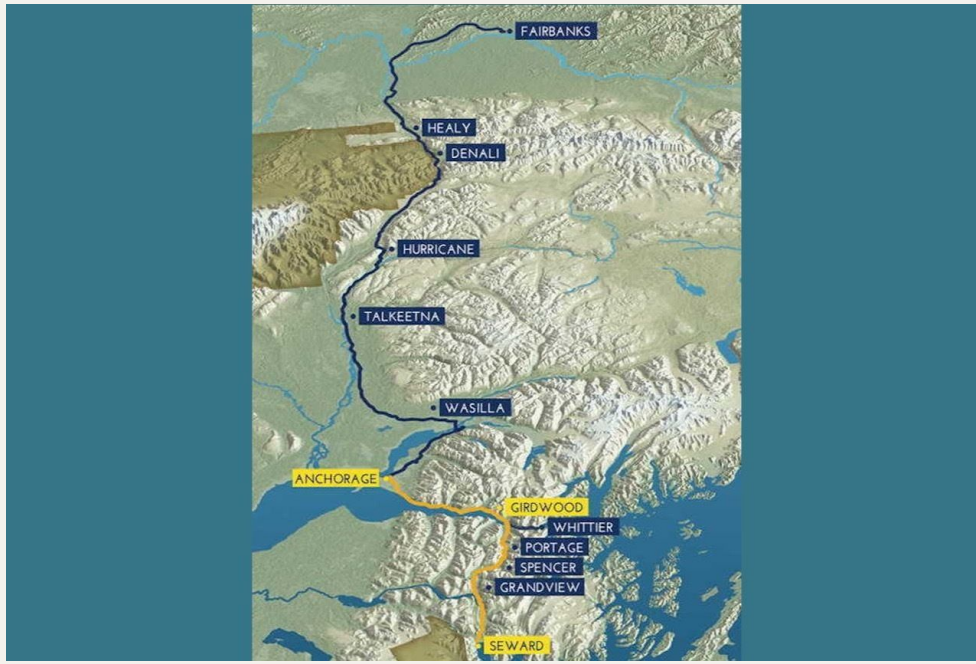 FAIRBANKS
HEALY
DENALI
HURRICANE
TALKEETNA
WASILLA
ANCHORAGE
GIRDWOOD
WHITTIER
PORTAGE
SPENCER
GRANDVIEW
SEWARD